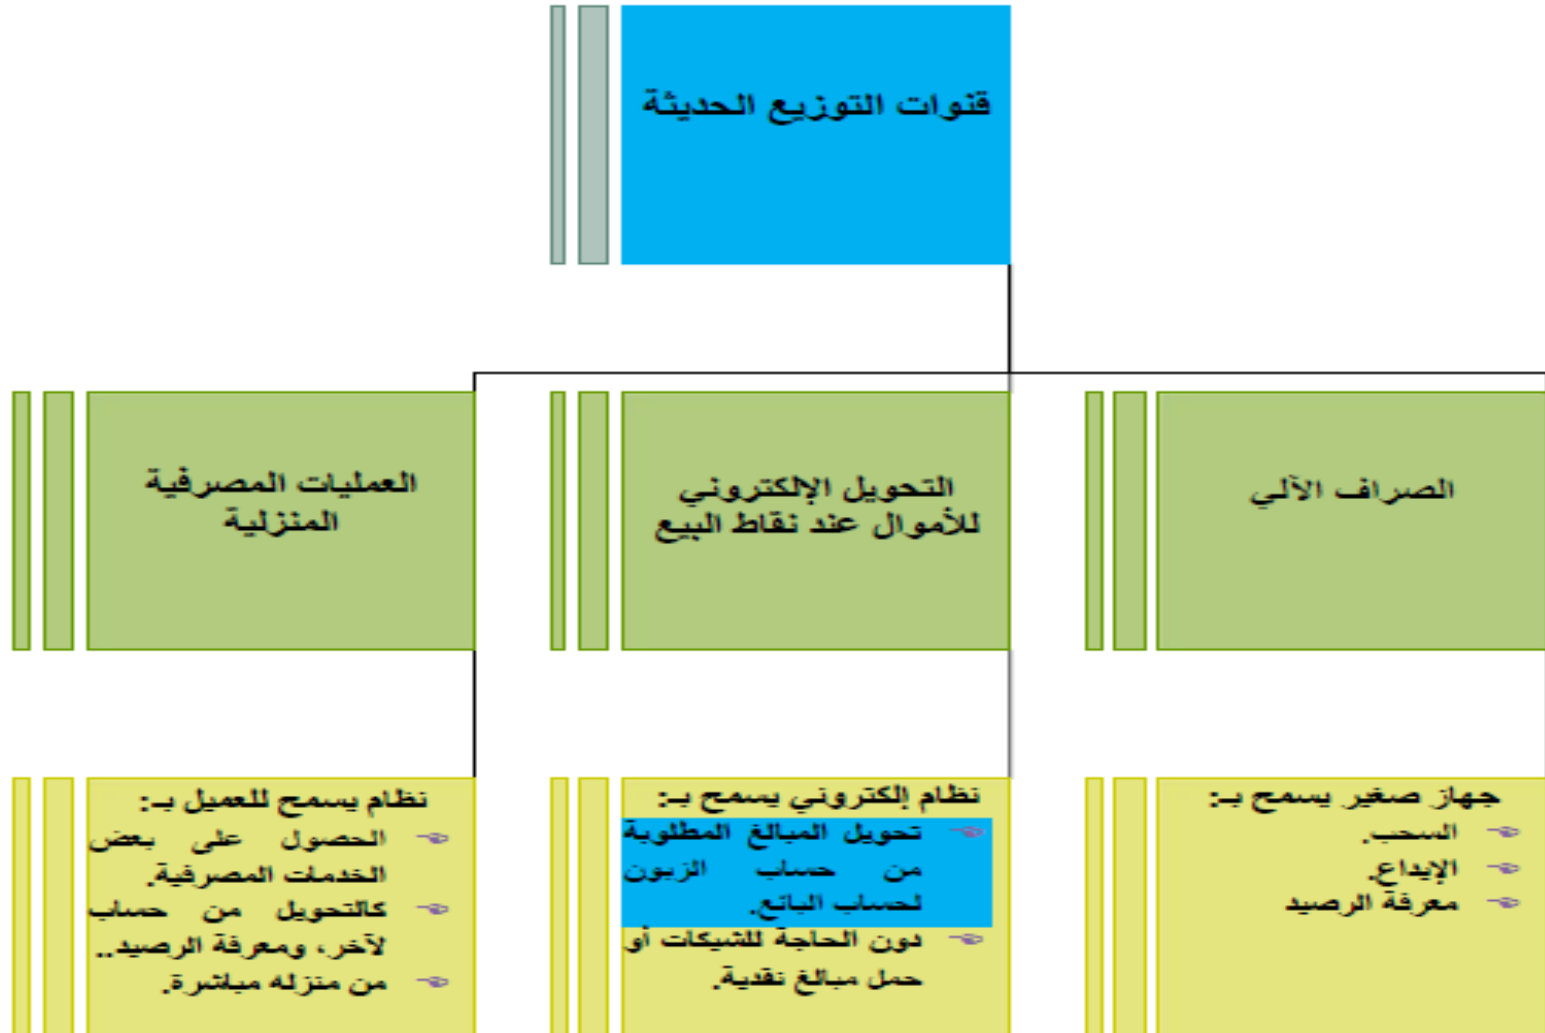 قنوات التوزيع الحديثة
الصراف الآلي
التحويل الإلكتروني
للأموال عند نقاط البيع
العمليات المصرفية
المنزلية
جهاز صغير يسمح بـ:
السحب.
الإيداع.
معرفة الرصيد
نظام إلكتروني يسمح بـ:
تحويل المبالغ المطلوبة
من حساب الزبون
لحساب البائع.
دون الحاجة للشيكات أو
حمل مبالغ نقدية.
نظام يسمح للعميل بـ:
الحصول على بعض
الخدمات المصرفية.
كالتحويل من حساب
لآخر، ومعرفة الرصيد..
من منزله مباشرة.